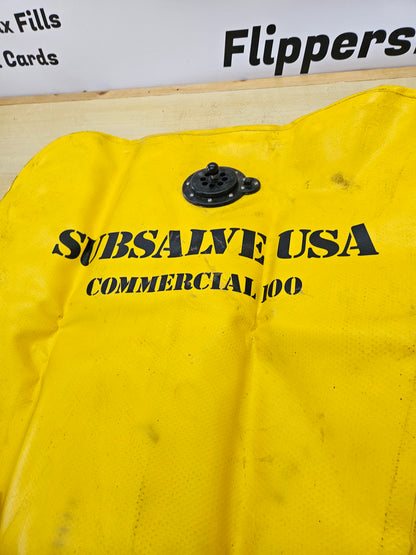 x Fills
Cards
Flippers
SUBSALVE USA
COMMERCIAL 100